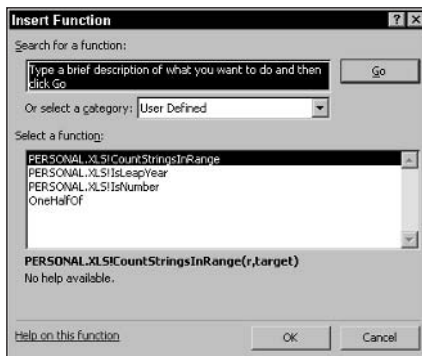 Insert Function
Search for a function:
Type a brief description of what you want to do and then
click Go
Go
Or select a category: User Defined
Select a function:
PERSONAL.XLS!CountStringsInRange
PERSONAL.XLS!IsLeapYear
PERSONAL.XLS!IsNumber
OneHalfOf
PERSONAL.XLS!CountStringsInRange(r,target)
No help available.
Help on this function
OK
Cancel